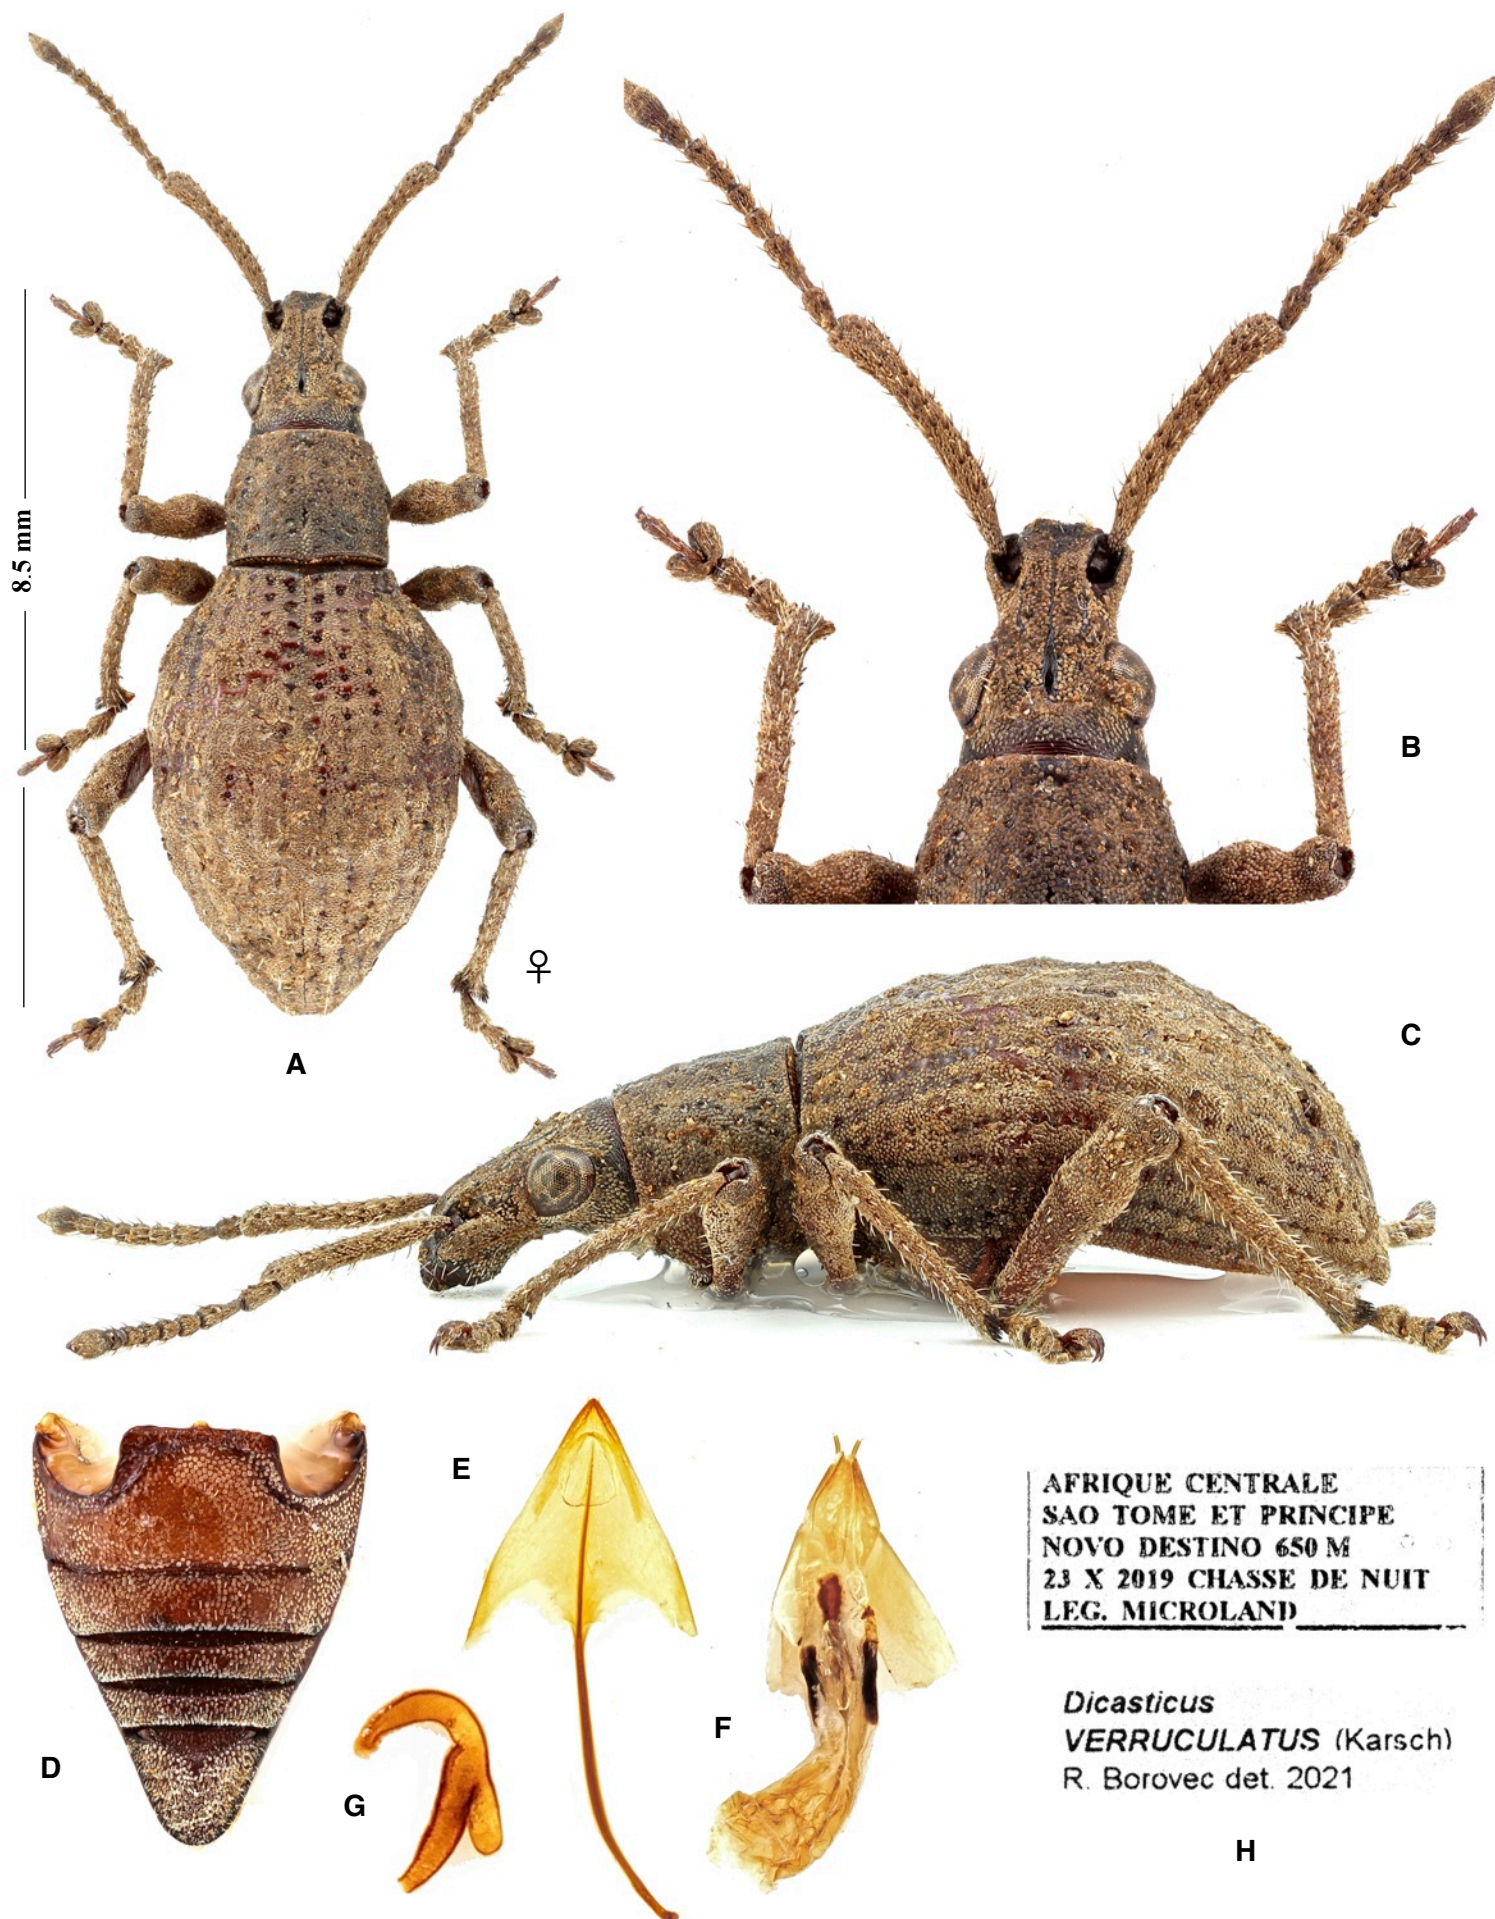 8.5 mm
♀
A
B
C
D
E
F
G
AFRIQUE CENTRALE
SAO TOME ET PRINCIPE
NOVO DESTINO 650 M
23 X 2019 CHASSE DE NUIT
LEG. MICROLAND
Dicasticus
VERRUCULATUS (Karsch)
R. Borovec det. 2021
H